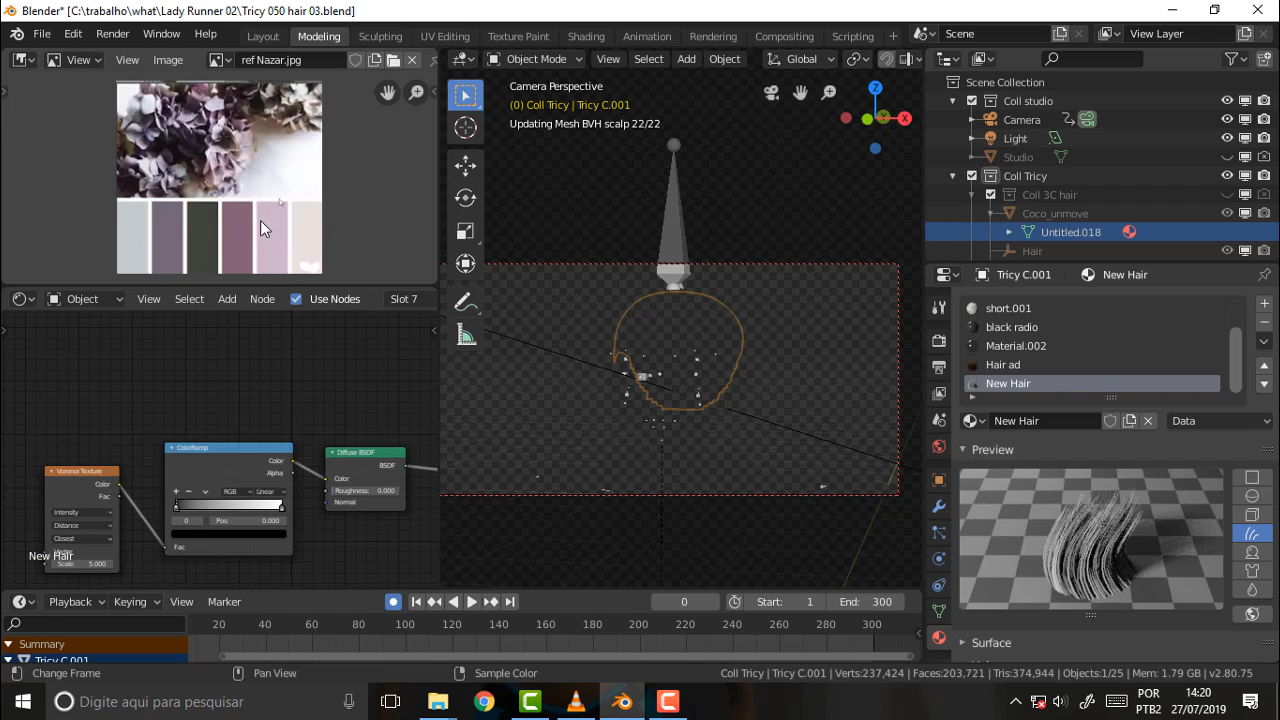 Blender* [C:\trabalho\what\Lady Runner 02\Tricy 050 hair 03.blend]
File Edit Render Window Help Layout Modeling Sculpting UV Editing Texture Paint Shading Animation Rendering Compositing Scripting + Scene View Layer
View View Image ref Nazar.jpg Object Mode View Select Add Object Global
Camera Perspective
(0) Coll Tricy | Tricy C.001
Updating Mesh BVH scalp 22/22
Z
X
Scene Collection
Coll studio
Camera
Light
Studio
Coll Tricy
Coll 3C hair
Coco_unmove
Untitled.018
Hair
Tricy C.001 New Hair
short.001
black radio
Material.002
Hair ad
New Hair
New Hair Data
Preview
Surface
Object View Select Add Node Use Nodes Slot 7
Voronoi Texture
Color
Fac
Intensity
Distance
Closest
Scale: 5.000
New Hair
ColorRamp
Color
Alpha
RGB Linear
0 Pos: 0.000
Fac
Diffuse BSDF
BSDF
Color
Roughness: 0.000
Normal
Playback Keying View Marker 0 Start: 1 End: 300
20 40 60 80 100 120 140 160 180 200 220 240 260 280 300
Summary
Tricy C.001
Change Frame Pan View Sample Color Coll Tricy | Tricy C.001 | Verts:237,424 | Faces:203,721 | Tris:374,944 | Objects:1/25 | Mem: 1.79 GB | v2.80.75
Digite aqui para pesquisar
POR
PTB2
14:20
27/07/2019